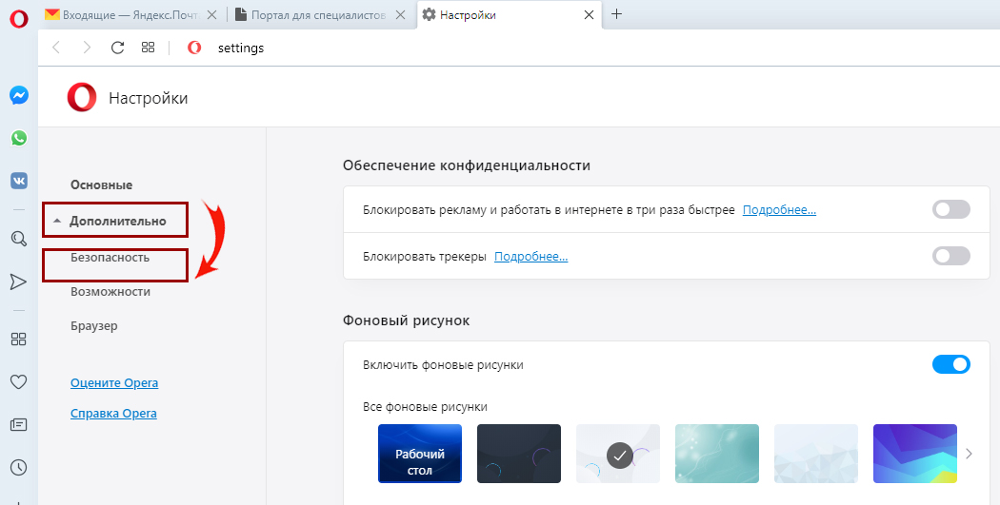 Входящие — Яндекс.Почт
Портал для специалистов
Настройки
settings
Настройки
Основные
Дополнительно
Безопасность
Возможности
Браузер
Оцените Opera
Справка Opera
Обеспечение конфиденциальности
Блокировать рекламу и работать в интернете в три раза быстрее Подробнее...
Блокировать трекеры Подробнее...
Фоновый рисунок
Включить фоновые рисунки
Все фоновые рисунки
Рабочий
стол